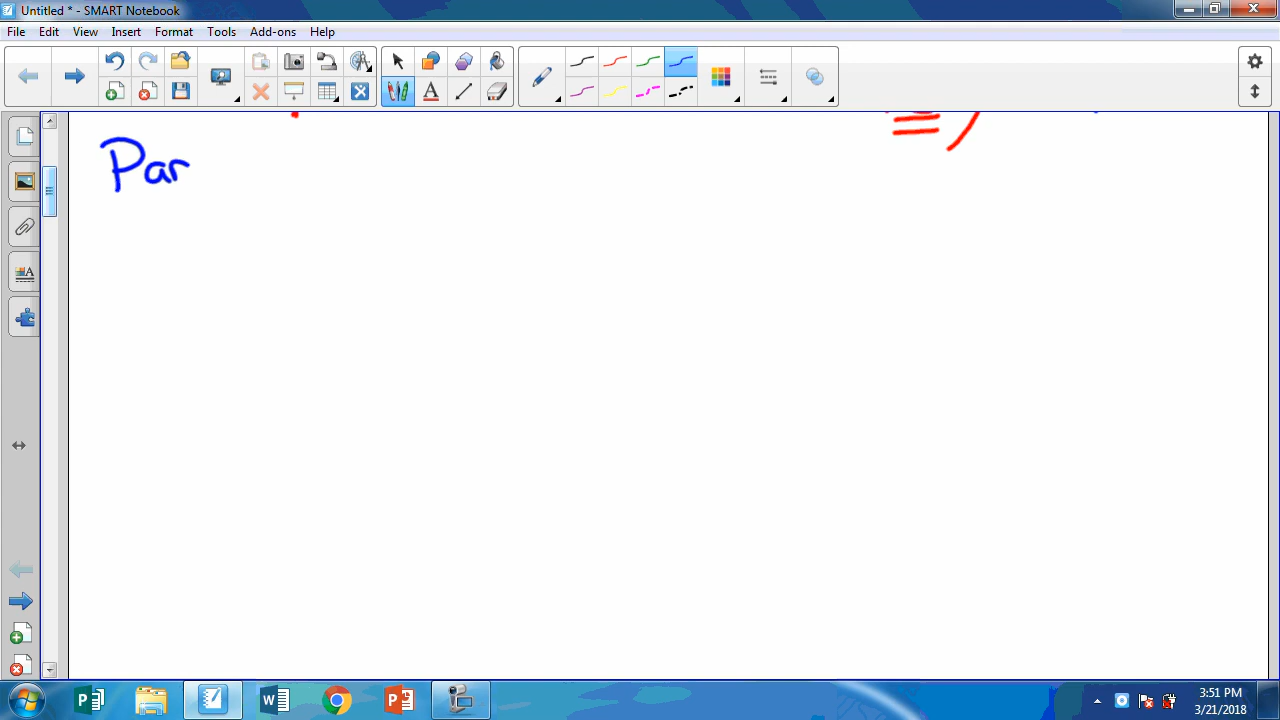 Untitled * - SMART Notebook
File Edit View Insert Format Tools Add-ons Help
Par
3:51 PM
3/21/2018